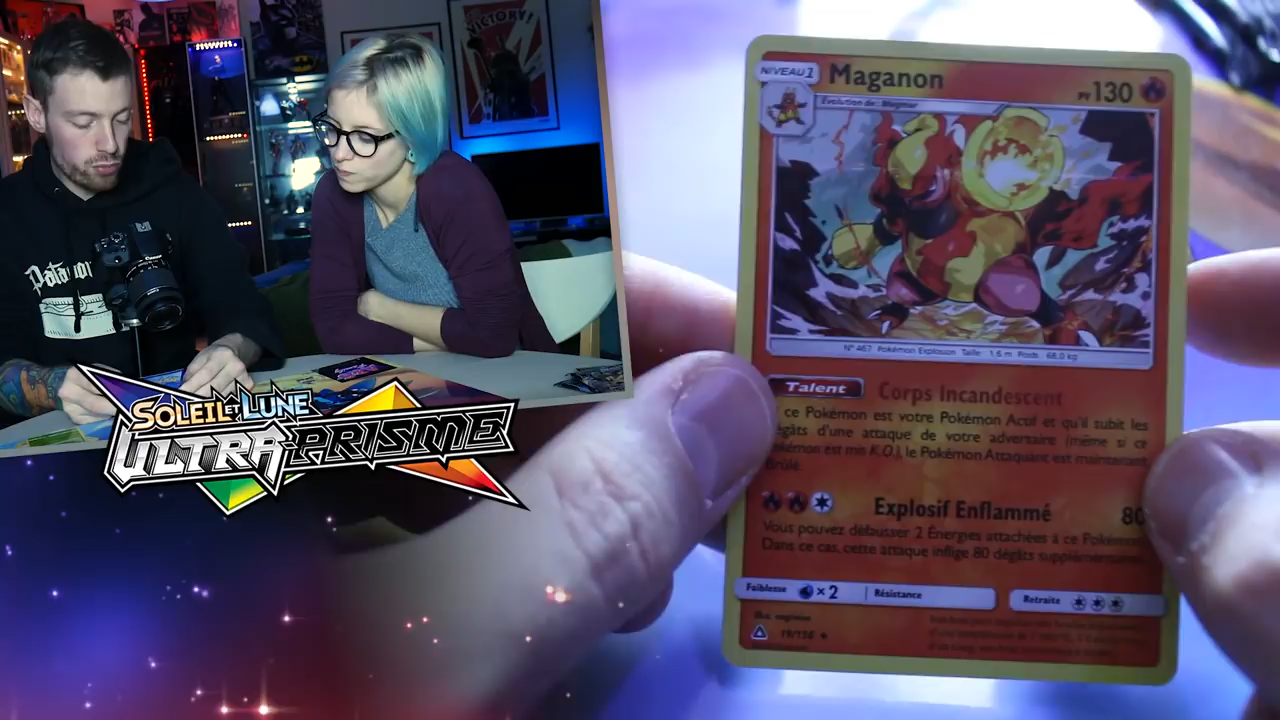 VICTORY!
Canon
SOLEIL ET LUNE
ULTRA-PRISME
NIVEAU 1
Maganon
PV 130
Évolution de : Magmar
N° 467 Pokémon Explosion Taille : 1,6 m Poids : 68,0 kg
Talent Corps Incandescent
ce Pokémon est votre Pokémon Actif et qu'il subit les
dégâts d'une attaque de votre adversaire (même si ce
Pokémon est mis K.O.), le Pokémon Attaquant est maintenant
Brûlé.
Explosif Enflammé 80
Vous pouvez défausser 2 Énergies attachées à ce Pokémon.
Dans ce cas, cette attaque inflige 80 dégâts supplémentaires.
Faiblesse ×2 Résistance Retraite
19/156